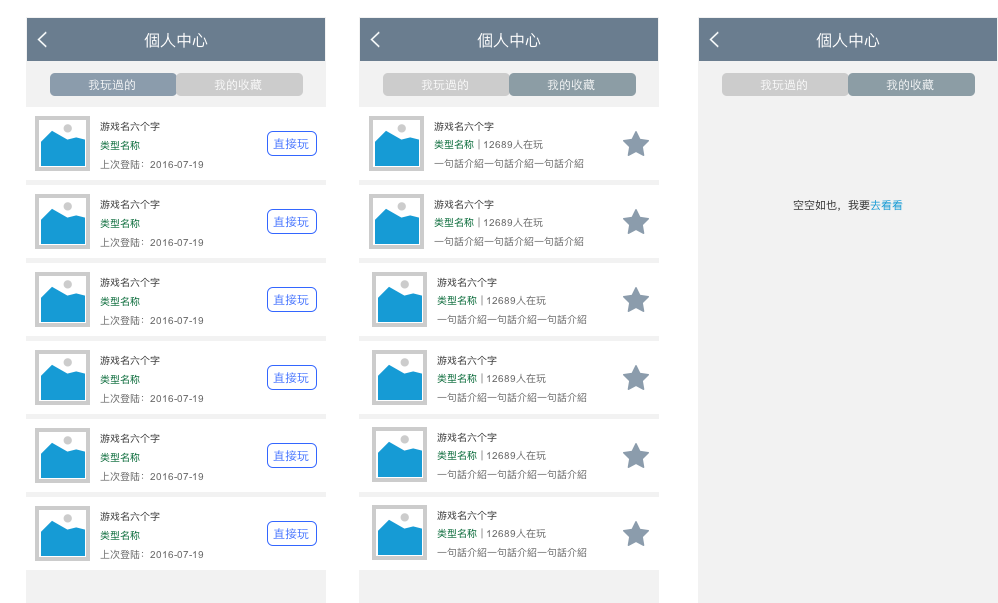 個人中心
我玩過的 我的收藏
游戏名六个字
类型名称
上次登陆：2016-07-19
直接玩
游戏名六个字
类型名称
上次登陆：2016-07-19
直接玩
游戏名六个字
类型名称
上次登陆：2016-07-19
直接玩
游戏名六个字
类型名称
上次登陆：2016-07-19
直接玩
游戏名六个字
类型名称
上次登陆：2016-07-19
直接玩
游戏名六个字
类型名称
上次登陆：2016-07-19
直接玩
個人中心
我玩過的 我的收藏
游戏名六个字
类型名称 | 12689人在玩
一句話介紹一句話介紹一句話介紹
游戏名六个字
类型名称 | 12689人在玩
一句話介紹一句話介紹一句話介紹
游戏名六个字
类型名称 | 12689人在玩
一句話介紹一句話介紹一句話介紹
游戏名六个字
类型名称 | 12689人在玩
一句話介紹一句話介紹一句話介紹
游戏名六个字
类型名称 | 12689人在玩
一句話介紹一句話介紹一句話介紹
游戏名六个字
类型名称 | 12689人在玩
一句話介紹一句話介紹一句話介紹
個人中心
我玩過的 我的收藏
空空如也，我要去看看